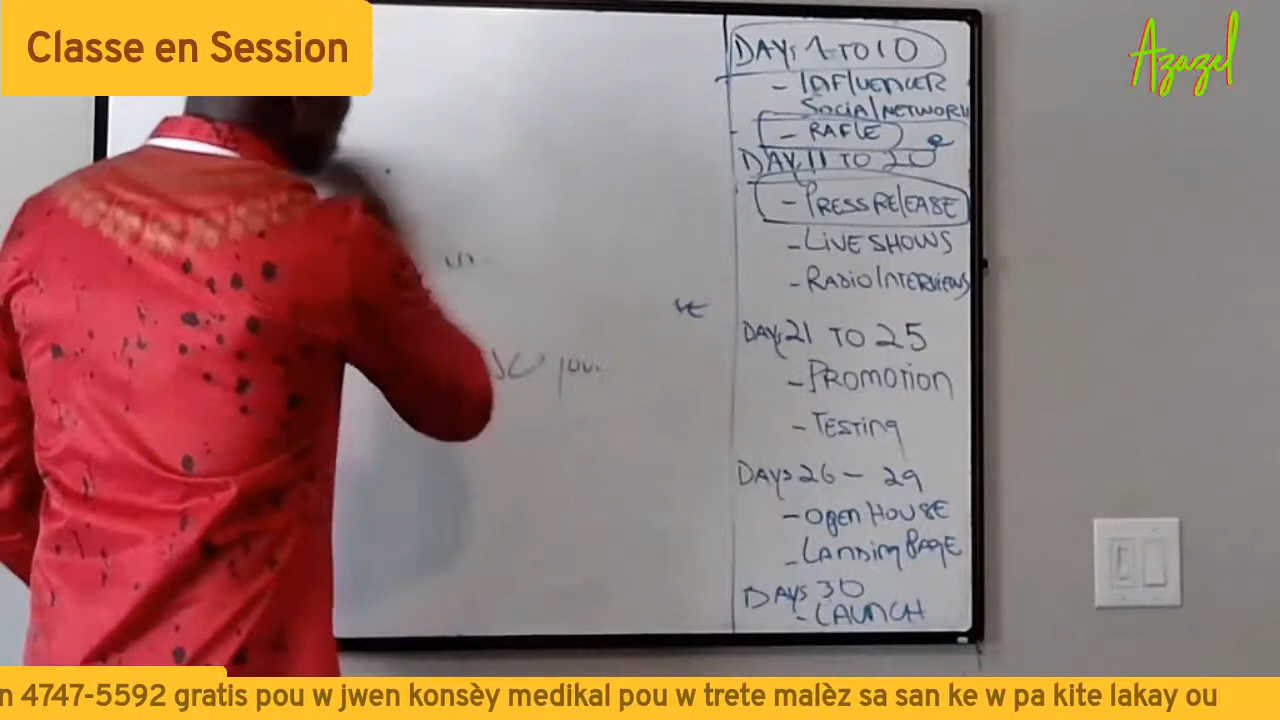 Classe en Session
Azazel
DAYS 1 TO 10
- INFLUENCER
SOCIAL NETWORK
- RAFLE
DAY 11 TO 20
- PRESS RELEASE
- LIVE SHOWS
- RADIO INTERVIEWS
DAYS 21 TO 25
- PROMOTION
- TESTING
DAYS 26 - 29
- OPEN HOUSE
- LANDING PAGE
DAYS 30
- LAUNCH
n 4747-5592 gratis pou w jwen konsèy medikal pou w trete malèz sa san ke w pa kite lakay ou